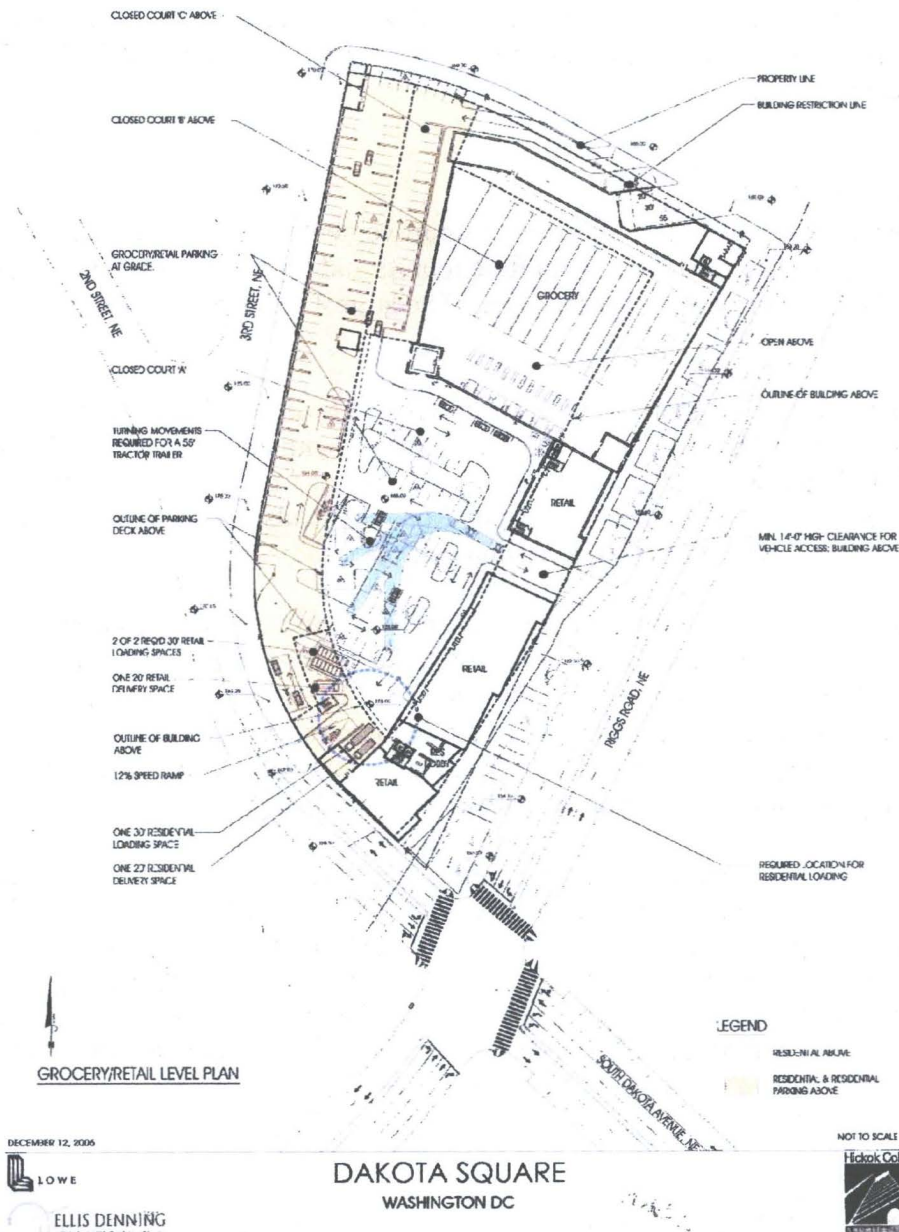 CLOSED COURT 'C' ABOVE
CLOSED COURT 'B' ABOVE
PROPERTY LINE
BUILDING RESTRICTION LINE
GROCERY/RETAIL PARKING
AT GRADE
2ND STREET, NE
3RD STREET, NE
GROCERY
OPEN ABOVE
CLOSED COURT 'A'
OUTLINE OF BUILDING ABOVE
TURNING MOVEMENTS
REQUIRED FOR A 55'
TRACTOR TRAILER
RETAIL
OUTLINE OF PARKING
DECK ABOVE
MIN. 14'-0" HIGH CLEARANCE FOR
VEHICLE ACCESS; BUILDING ABOVE
2 OF 2 REQ'D 30' RETAIL
LOADING SPACES
RETAIL
ONE 20' RETAIL
DELIVERY SPACE
RIGGS ROAD, NE
OUTLINE OF BUILDING
ABOVE
12% SPEED RAMP
RETAIL
ONE 30' RESIDENTIAL
LOADING SPACE
ONE 20' RESIDENTIAL
DELIVERY SPACE
REQUIRED LOCATION FOR
RESIDENTIAL LOADING
LEGEND
RESIDENTIAL ABOVE
RESIDENTIAL & RESIDENTIAL
PARKING ABOVE
GROCERY/RETAIL LEVEL PLAN
SOUTH DAKOTA AVENUE, NE
DECEMBER 12, 2006
NOT TO SCALE
LOWE
DAKOTA SQUARE
WASHINGTON DC
Hickok Col
ELLIS DENNING